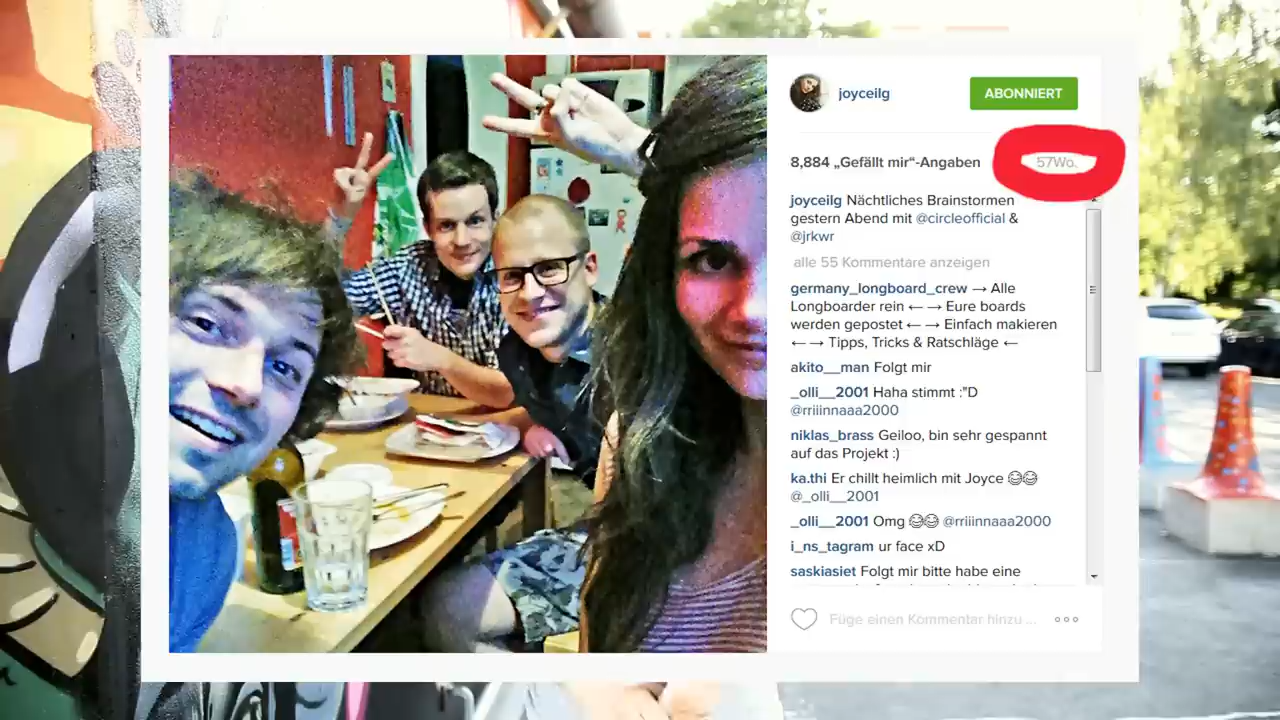 joyceilg
ABONNIERT
8,884 „Gefällt mir“-Angaben
57Wo.
joyceilg Nächtliches Brainstormen
gestern Abend mit @circleofficial &
@jrkwr
alle 55 Kommentare anzeigen
germany_longboard_crew → Alle
Longboarder rein ← → Eure boards
werden gepostet ← → Einfach makieren
← → Tipps, Tricks & Ratschläge ←
akito__man Folgt mir
_olli__2001 Haha stimmt :"D
@rriiinnaaa2000
niklas_brass Geiloo, bin sehr gespannt
auf das Projekt :)
ka.thi Er chillt heimlich mit Joyce 😂😂
@_olli__2001
_olli__2001 Omg 😂😂 @rriiinnaaa2000
i_ns_tagram ur face xD
saskiasiet Folgt mir bitte habe eine
Füge einen Kommentar hinzu ...